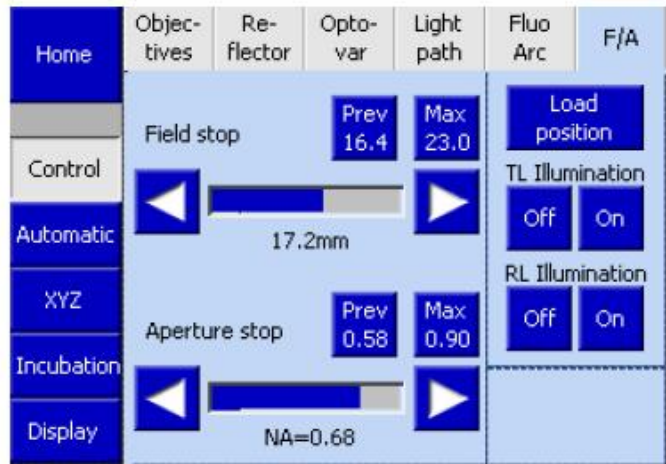 Home
Objec-
tives
Re-
flector
Opto-
var
Light
path
Fluo
Arc
F/A
Control
Automatic
XYZ
Incubation
Display
Field stop
Prev
16.4
Max
23.0
17.2mm
Aperture stop
Prev
0.58
Max
0.90
NA=0.68
Load
position
TL Illumination
Off
On
RL Illumination
Off
On